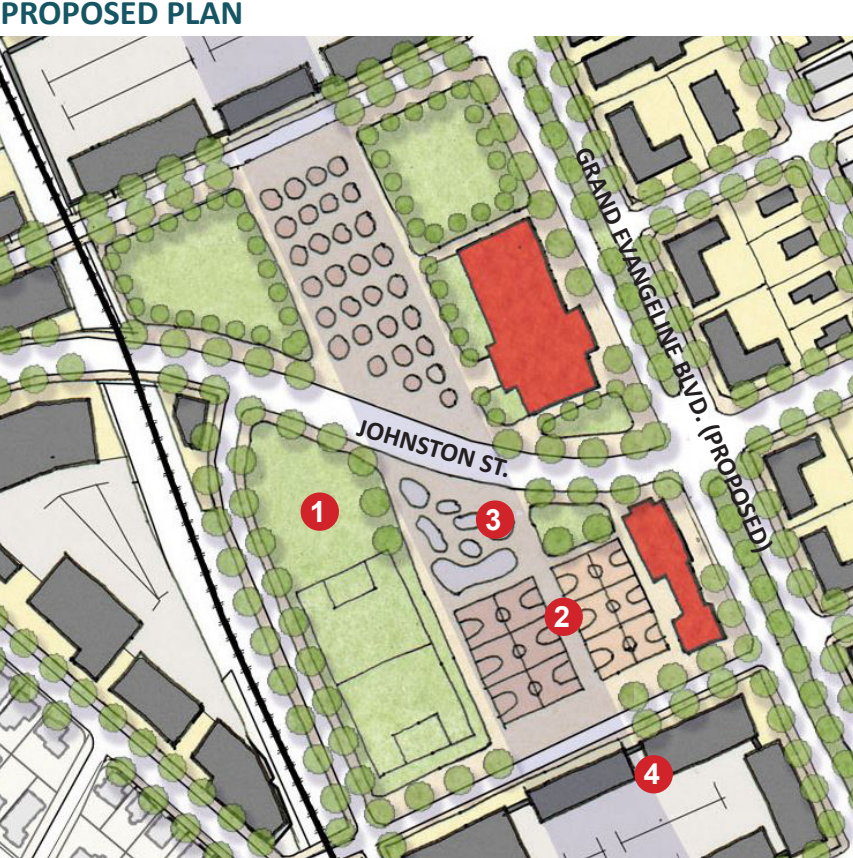 PROPOSED PLAN
GRAND EVANGELINE BLVD. (PROPOSED)
JOHNSTON ST.
1
3
2
4